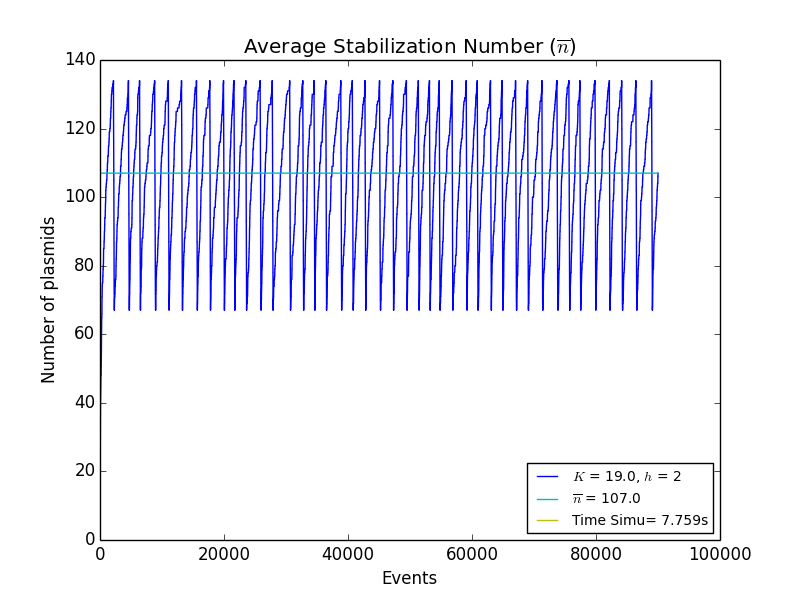 Average Stabilization Number (n̅)
140
120
100
80
60
40
20
0
Number of plasmids
0 20000 40000 60000 80000 100000
Events
K = 19.0, h = 2
n̅ = 107.0
Time Simu= 7.759s